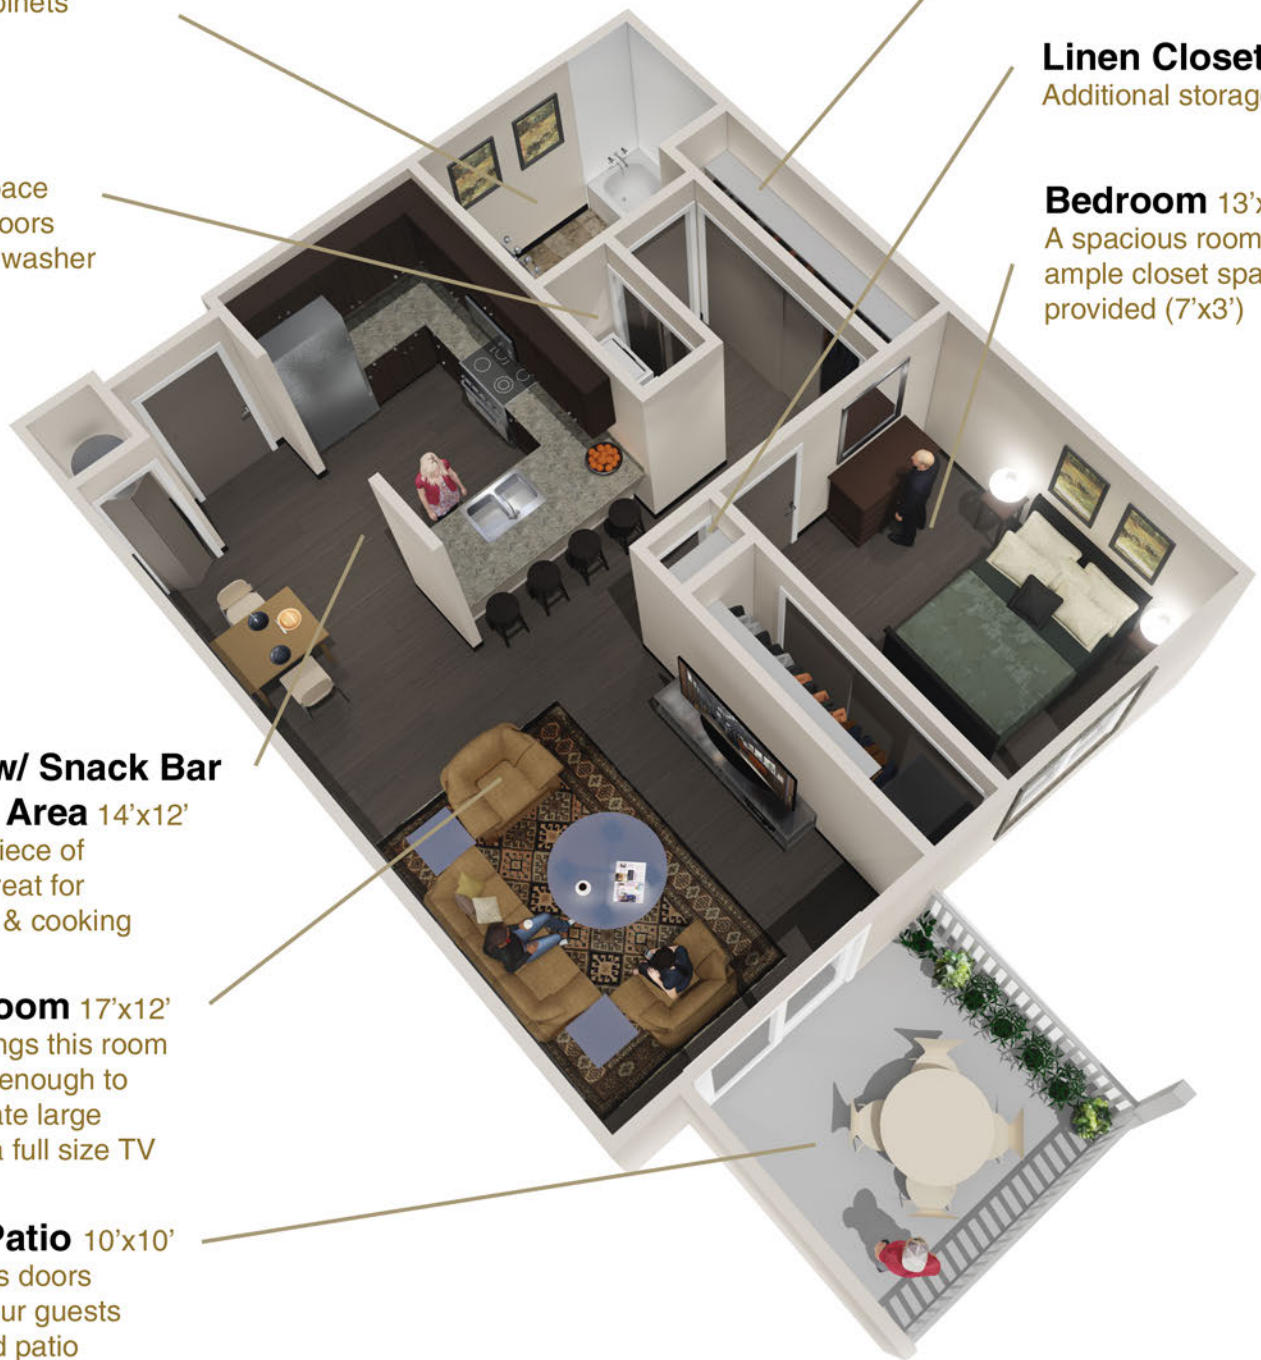 Linen Closet
Additional storag
Bedroom 13'x
A spacious room
ample closet spa
provided (7'x3')
binets
ace
oors
washer
w/ Snack Bar
Area 14'x12'
iece of
reat for
& cooking
oom 17'x12'
ngs this room
enough to
ate large
a full size TV
Patio 10'x10'
s doors
ur guests
d patio